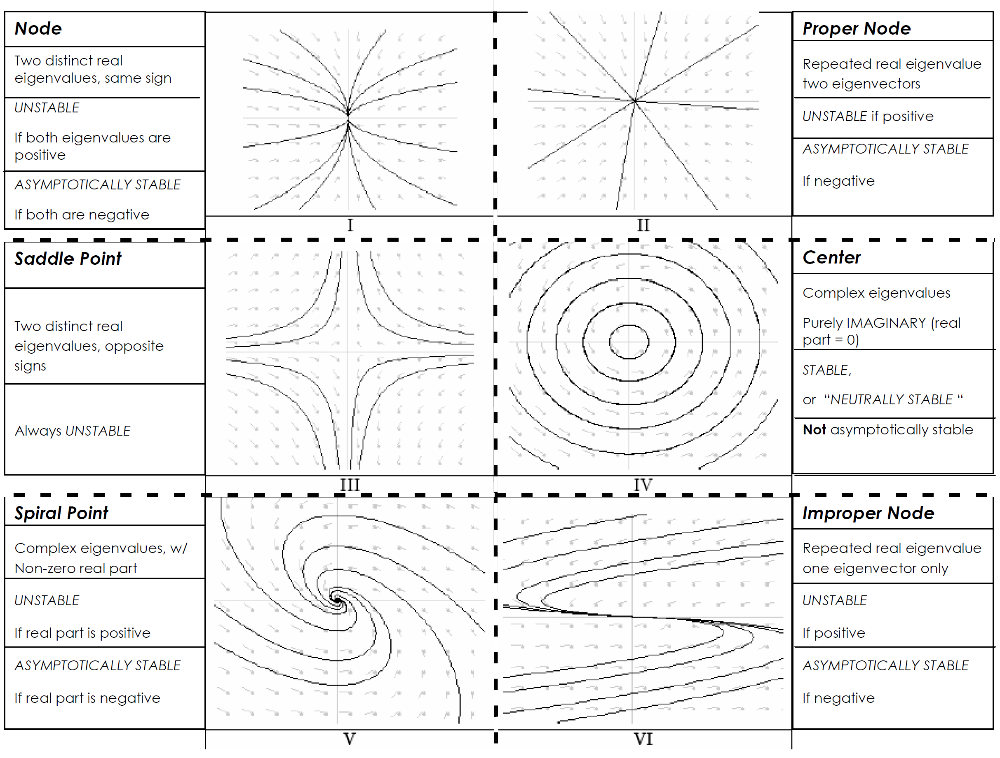 Node
Two distinct real
eigenvalues, same sign
UNSTABLE
If both eigenvalues are
positive
ASYMPTOTICALLY STABLE
If both are negative
I
Proper Node
Repeated real eigenvalue
two eigenvectors
UNSTABLE if positive
ASYMPTOTICALLY STABLE
If negative
II
Saddle Point
Two distinct real
eigenvalues, opposite
signs
Always UNSTABLE
III
Center
Complex eigenvalues
Purely IMAGINARY (real
part = 0)
STABLE,
or “NEUTRALLY STABLE “
Not asymptotically stable
IV
Spiral Point
Complex eigenvalues, w/
Non-zero real part
UNSTABLE
If real part is positive
ASYMPTOTICALLY STABLE
If real part is negative
V
Improper Node
Repeated real eigenvalue
one eigenvector only
UNSTABLE
If positive
ASYMPTOTICALLY STABLE
If negative
VI